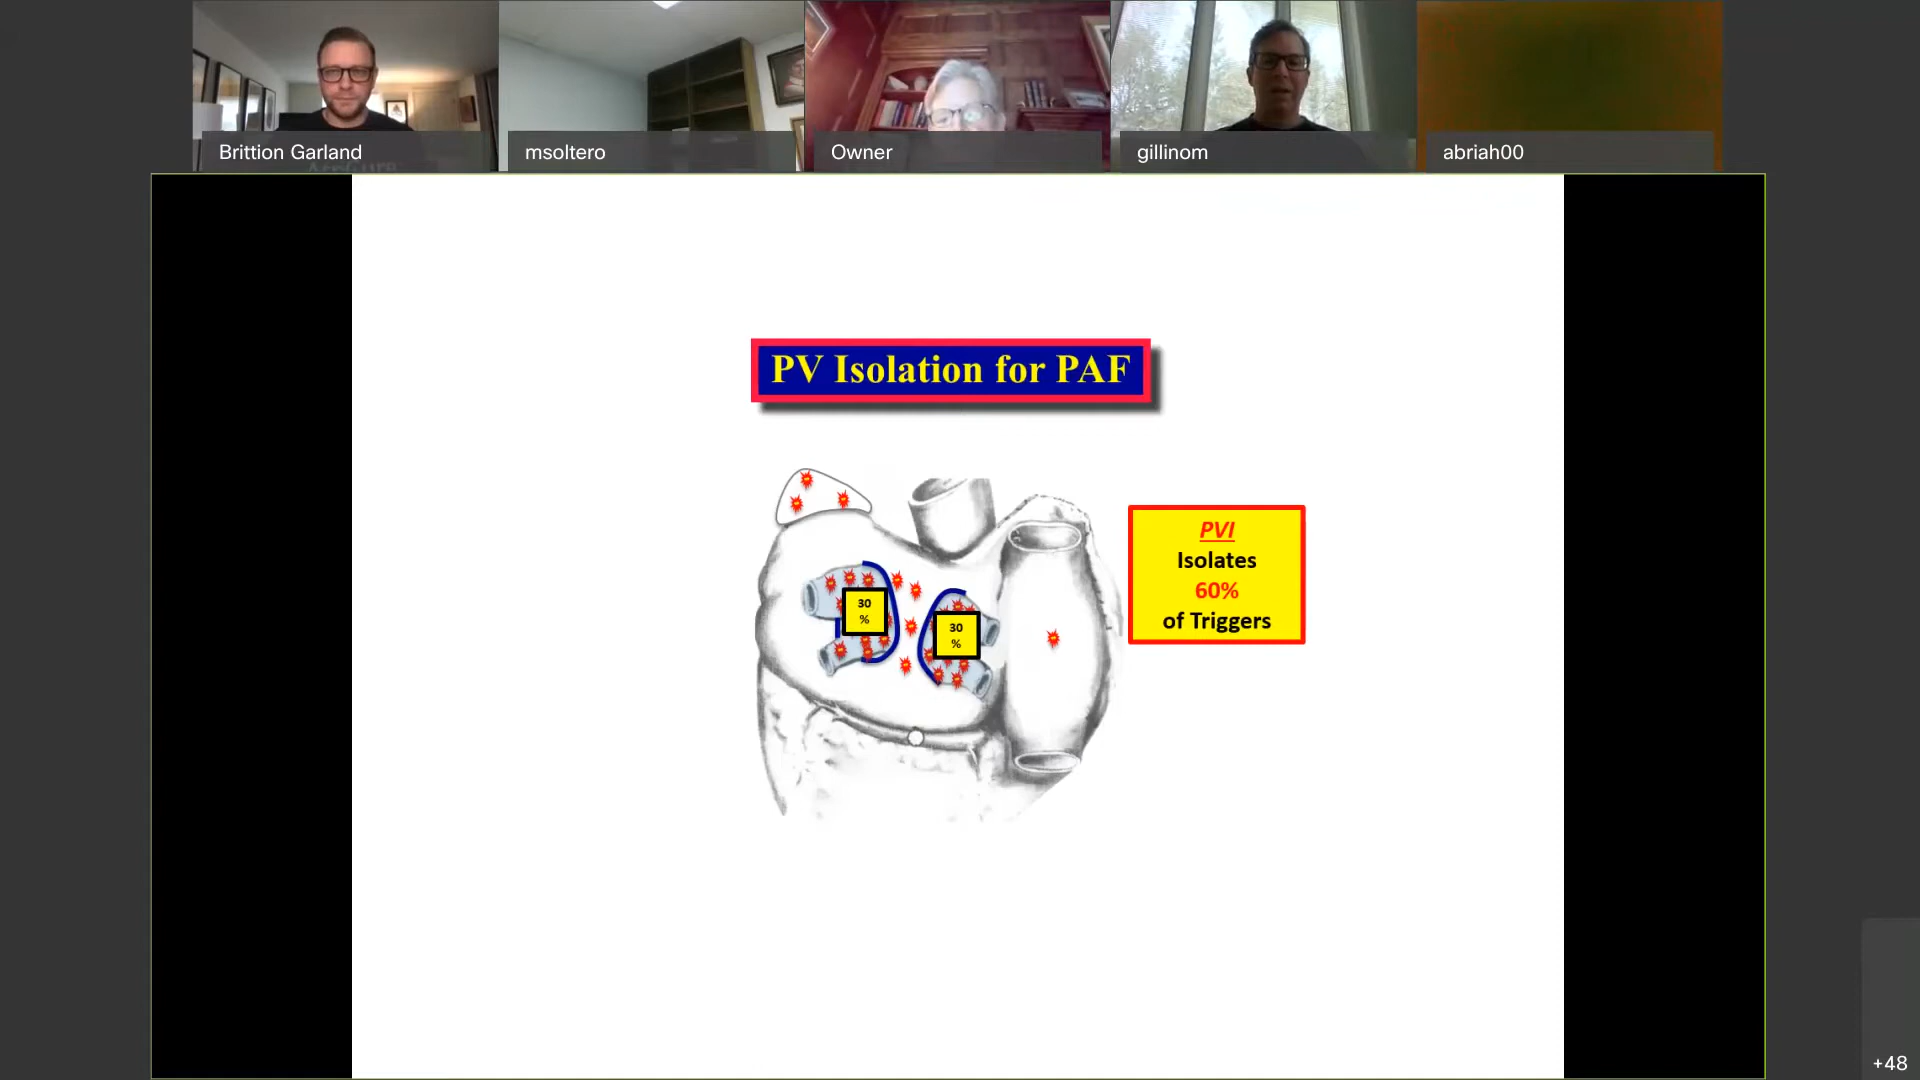 Brittion Garland
msoltero
Owner
gillinom
abriah00
PV Isolation for PAF
PVI
Isolates
60%
of Triggers
30
%
30
%
+48